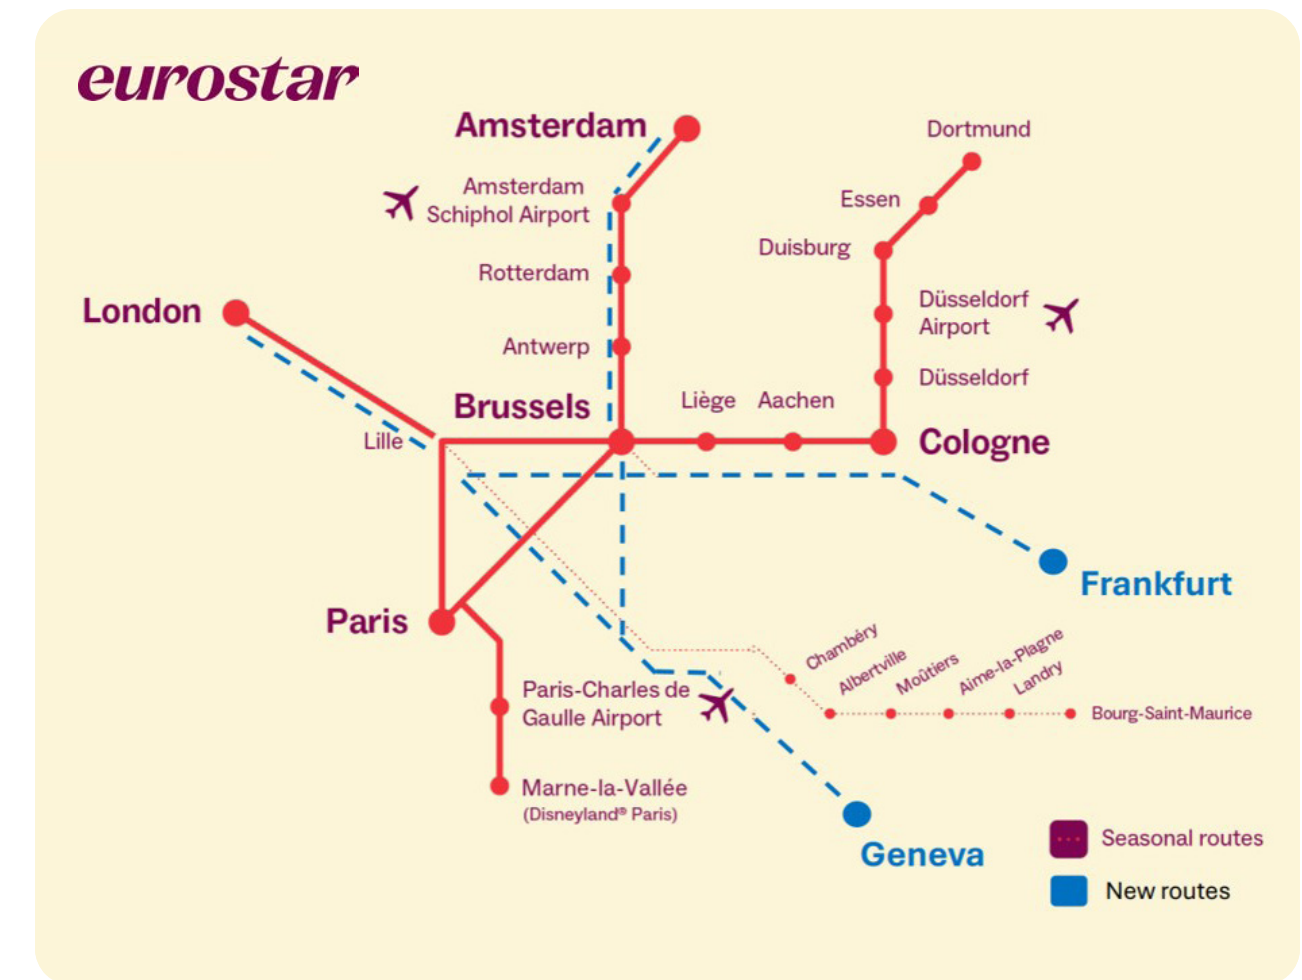 eurostar
Amsterdam
Dortmund
Amsterdam
Schiphol Airport
Essen
Duisburg
Rotterdam
London
Düsseldorf
Airport
Antwerp
Düsseldorf
Brussels
Liège
Aachen
Lille
Cologne
Frankfurt
Paris
Chambéry
Albertville
Moûtiers
Aime-la-Plagne
Landry
Bourg-Saint-Maurice
Paris-Charles de
Gaulle Airport
Marne-la-Vallée
(Disneyland® Paris)
Geneva
Seasonal routes
New routes